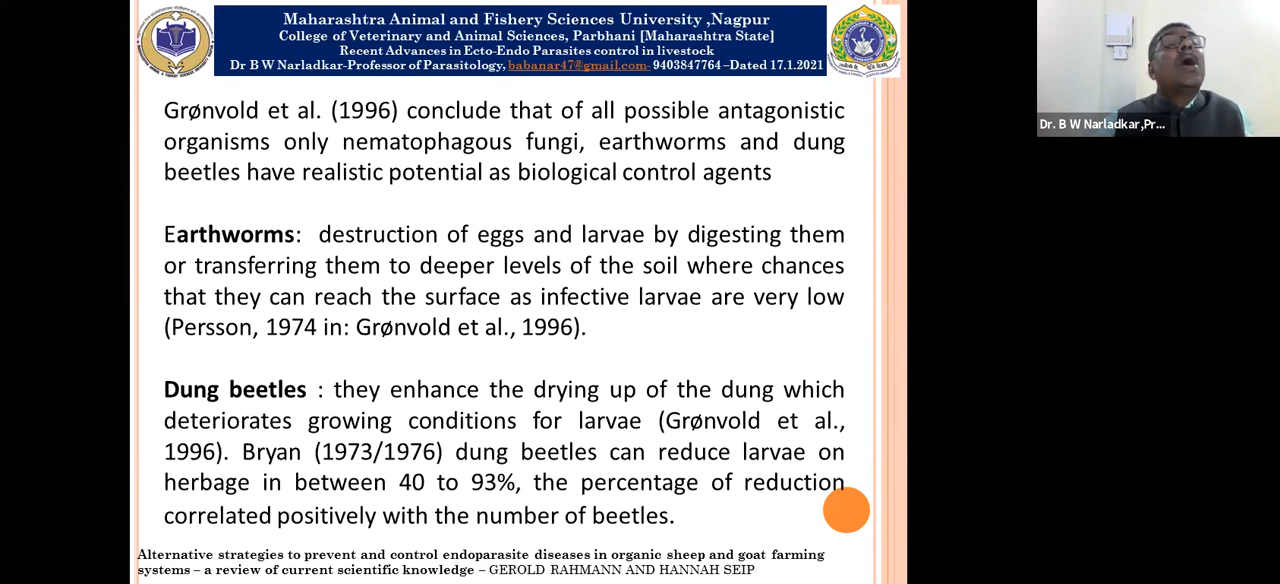 Maharashtra Animal and Fishery Sciences University ,Nagpur
College of Veterinary and Animal Sciences, Parbhani [Maharashtra State]
Recent Advances in Ecto-Endo Parasites control in livestock
Dr B W Narladkar-Professor of Parasitology, babanar47@gmail.com- 9403847764 –Dated 17.1.2021
Dr. B W Narladkar,Pr...
Grønvold et al. (1996) conclude that of all possible antagonistic
organisms only nematophagous fungi, earthworms and dung
beetles have realistic potential as biological control agents
Earthworms: destruction of eggs and larvae by digesting them
or transferring them to deeper levels of the soil where chances
that they can reach the surface as infective larvae are very low
(Persson, 1974 in: Grønvold et al., 1996).
Dung beetles : they enhance the drying up of the dung which
deteriorates growing conditions for larvae (Grønvold et al.,
1996). Bryan (1973/1976) dung beetles can reduce larvae on
herbage in between 40 to 93%, the percentage of reduction
correlated positively with the number of beetles.
Alternative strategies to prevent and control endoparasite diseases in organic sheep and goat farming
systems – a review of current scientific knowledge – GEROLD RAHMANN AND HANNAH SEIP